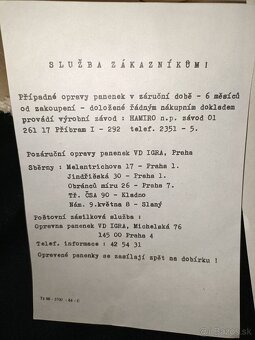 SLUŽBA ZÁKAZNÍKŮM!
Případné opravy panenek v záruční době - 6 měsíců
od zakoupení - doložené řádným nákupním dokladem
provádí výrobní závod : HAMIRO n.p. závod 01
261 17 Příbram I - 292 telef. 2351 - 5.
Pozáruční opravy panenek VD IGRA, Praha
Sběrny : Malantrichova 17 - Praha 1.
Jindřišská 30 - Praha 1.
Obránců míru 26 - Praha 7.
Tř. ČSA 90 - Kladno
Nám. 9.května 8 - Slaný
Poštovní zásilková služba :
Opravna panenek VD IGRA, Michelská 76
145 00 Praha 4
Telef. informace : 42 54 31
Opravené panenky se zasílají zpět na dobírku !
bazos.sk